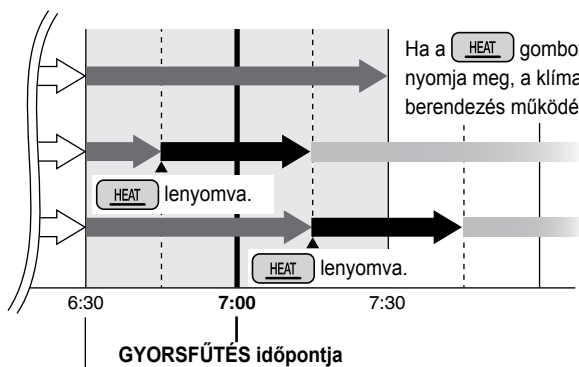 Ha a HEAT gombot
nyomja meg, a klíma
berendezés működé
HEAT lenyomva.
HEAT lenyomva.
6:30 7:00 7:30
GYORSFŰTÉS időpontja